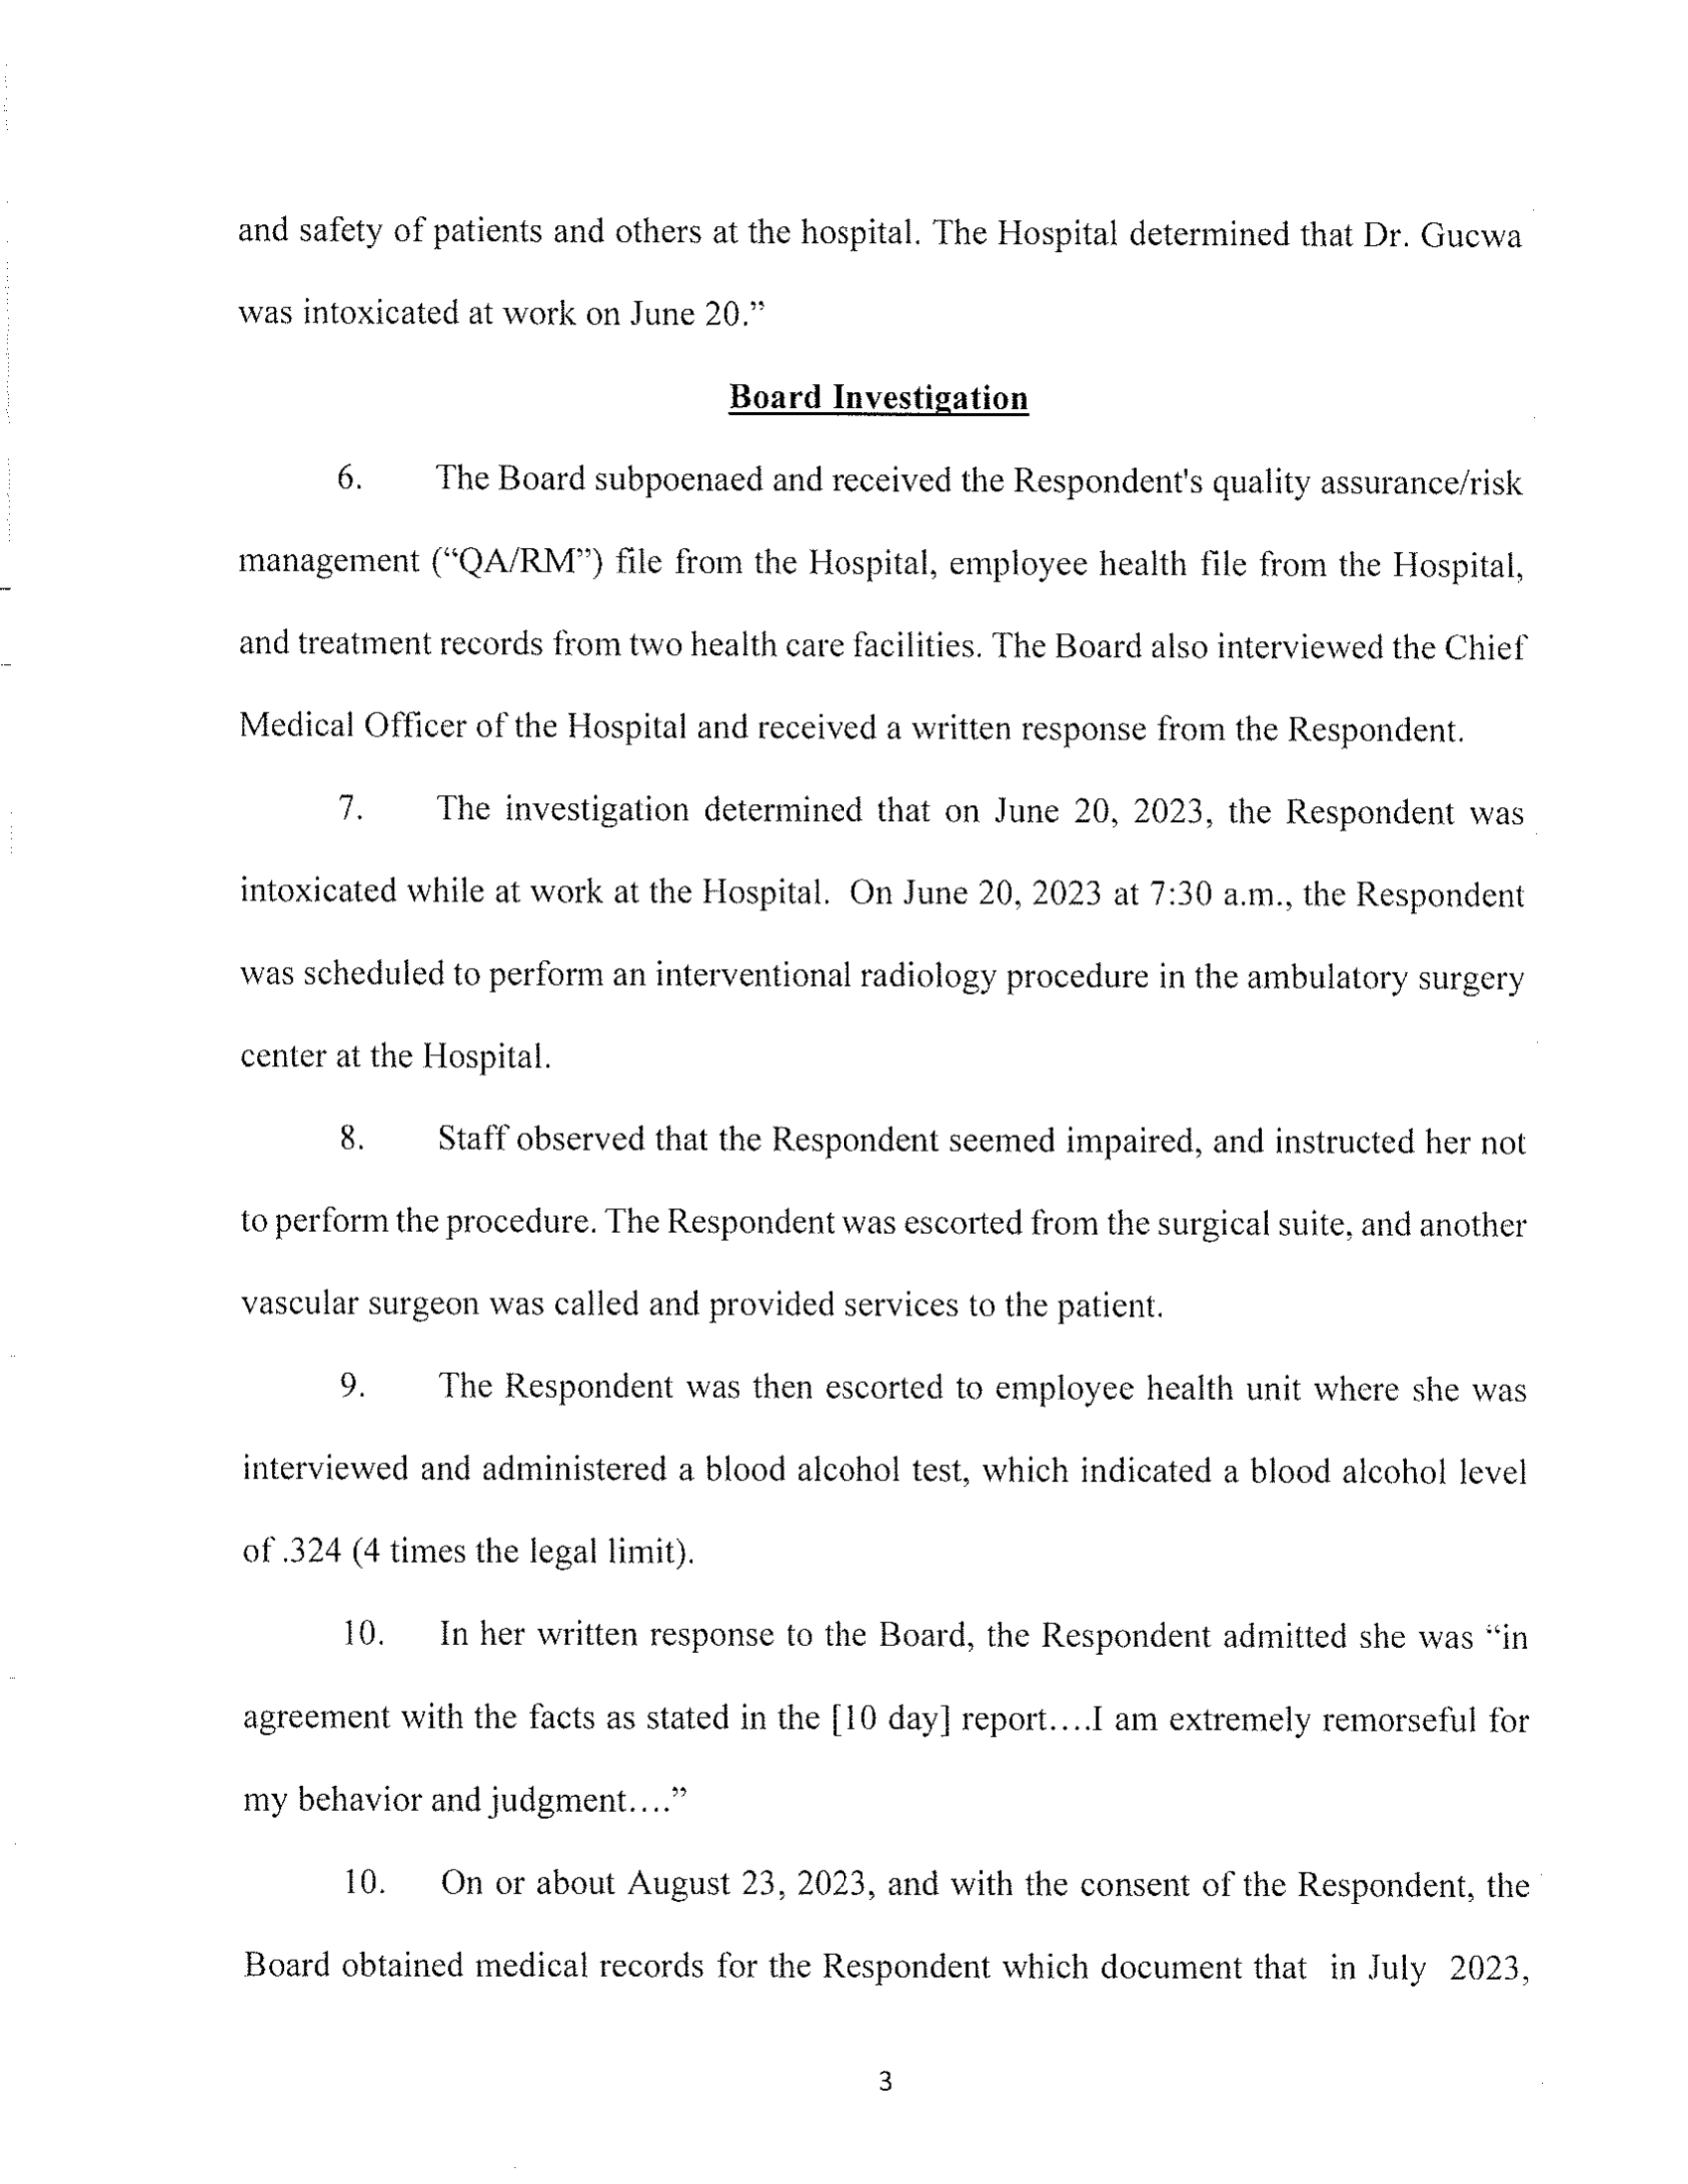 and safety of patients and others at the hospital. The Hospital determined that Dr. Gucwa
was intoxicated at work on June 20.”
Board Investigation
6. The Board subpoenaed and received the Respondent's quality assurance/risk
management (“QA/RM”) file from the Hospital, employee health file from the Hospital,
and treatment records from two health care facilities. The Board also interviewed the Chief
Medical Officer of the Hospital and received a written response from the Respondent.
7. The investigation determined that on June 20, 2023, the Respondent was
intoxicated while at work at the Hospital. On June 20, 2023 at 7:30 a.m., the Respondent
was scheduled to perform an interventional radiology procedure in the ambulatory surgery
center at the Hospital.
8. Staff observed that the Respondent seemed impaired, and instructed her not
to perform the procedure. The Respondent was escorted from the surgical suite, and another
vascular surgeon was called and provided services to the patient.
9. The Respondent was then escorted to employee health unit where she was
interviewed and administered a blood alcohol test, which indicated a blood alcohol level
of .324 (4 times the legal limit).
10. In her written response to the Board, the Respondent admitted she was “in
agreement with the facts as stated in the [10 day] report....I am extremely remorseful for
my behavior and judgment....”
10. On or about August 23, 2023, and with the consent of the Respondent, the
Board obtained medical records for the Respondent which document that in July 2023,
3